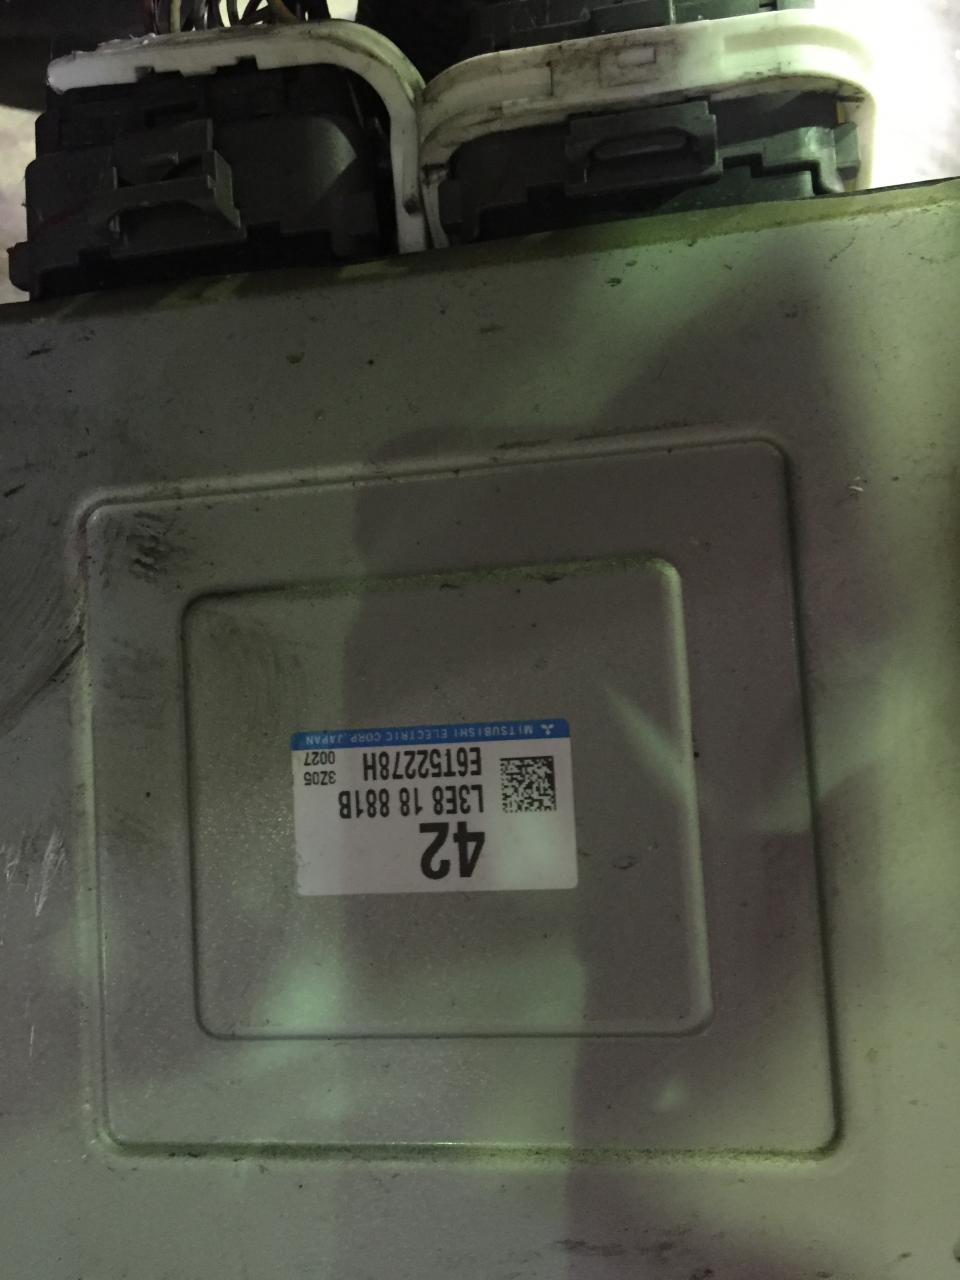 MITSUBISHI ELECTRIC CORP. JAPAN
E6T52278H 0027
L3E8 18 881B 3Z05
42